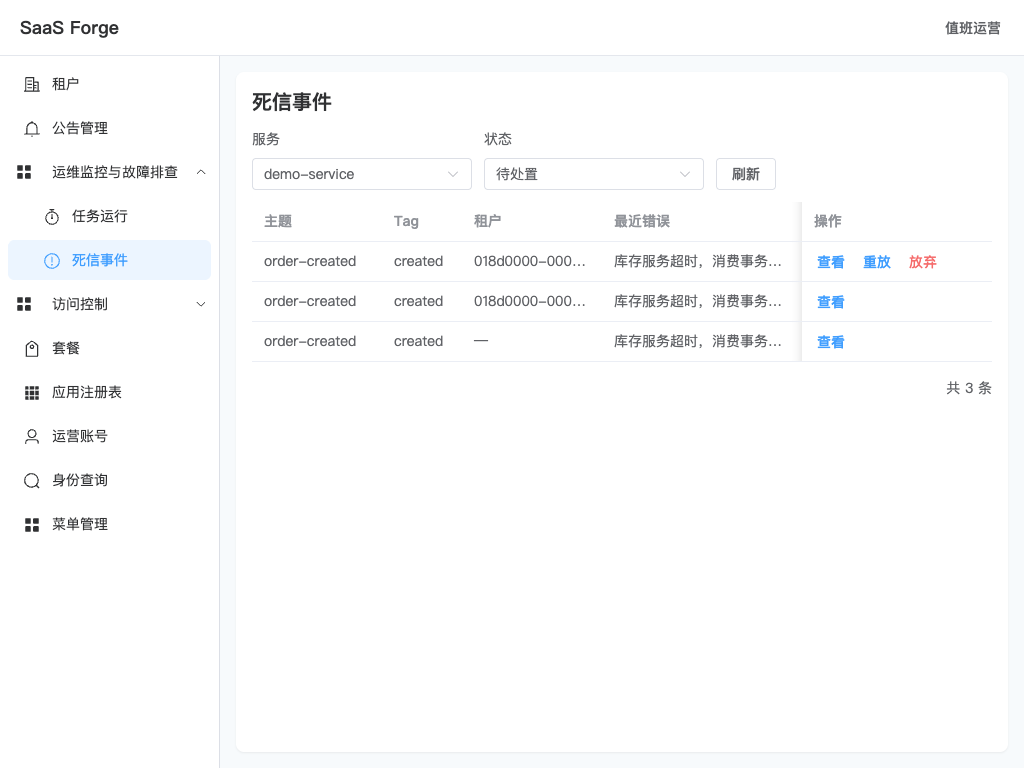 SaaS Forge
值班运营
租户
公告管理
运维监控与故障排查
任务运行
死信事件
访问控制
套餐
应用注册表
运营账号
身份查询
菜单管理
死信事件
服务
状态
demo-service
待处置
刷新
主题 Tag 租户 最近错误 操作
order-created created 018d0000-000... 库存服务超时，消费事务... 查看 重放 放弃
order-created created 018d0000-000... 库存服务超时，消费事务... 查看
order-created created — 库存服务超时，消费事务... 查看
共 3 条